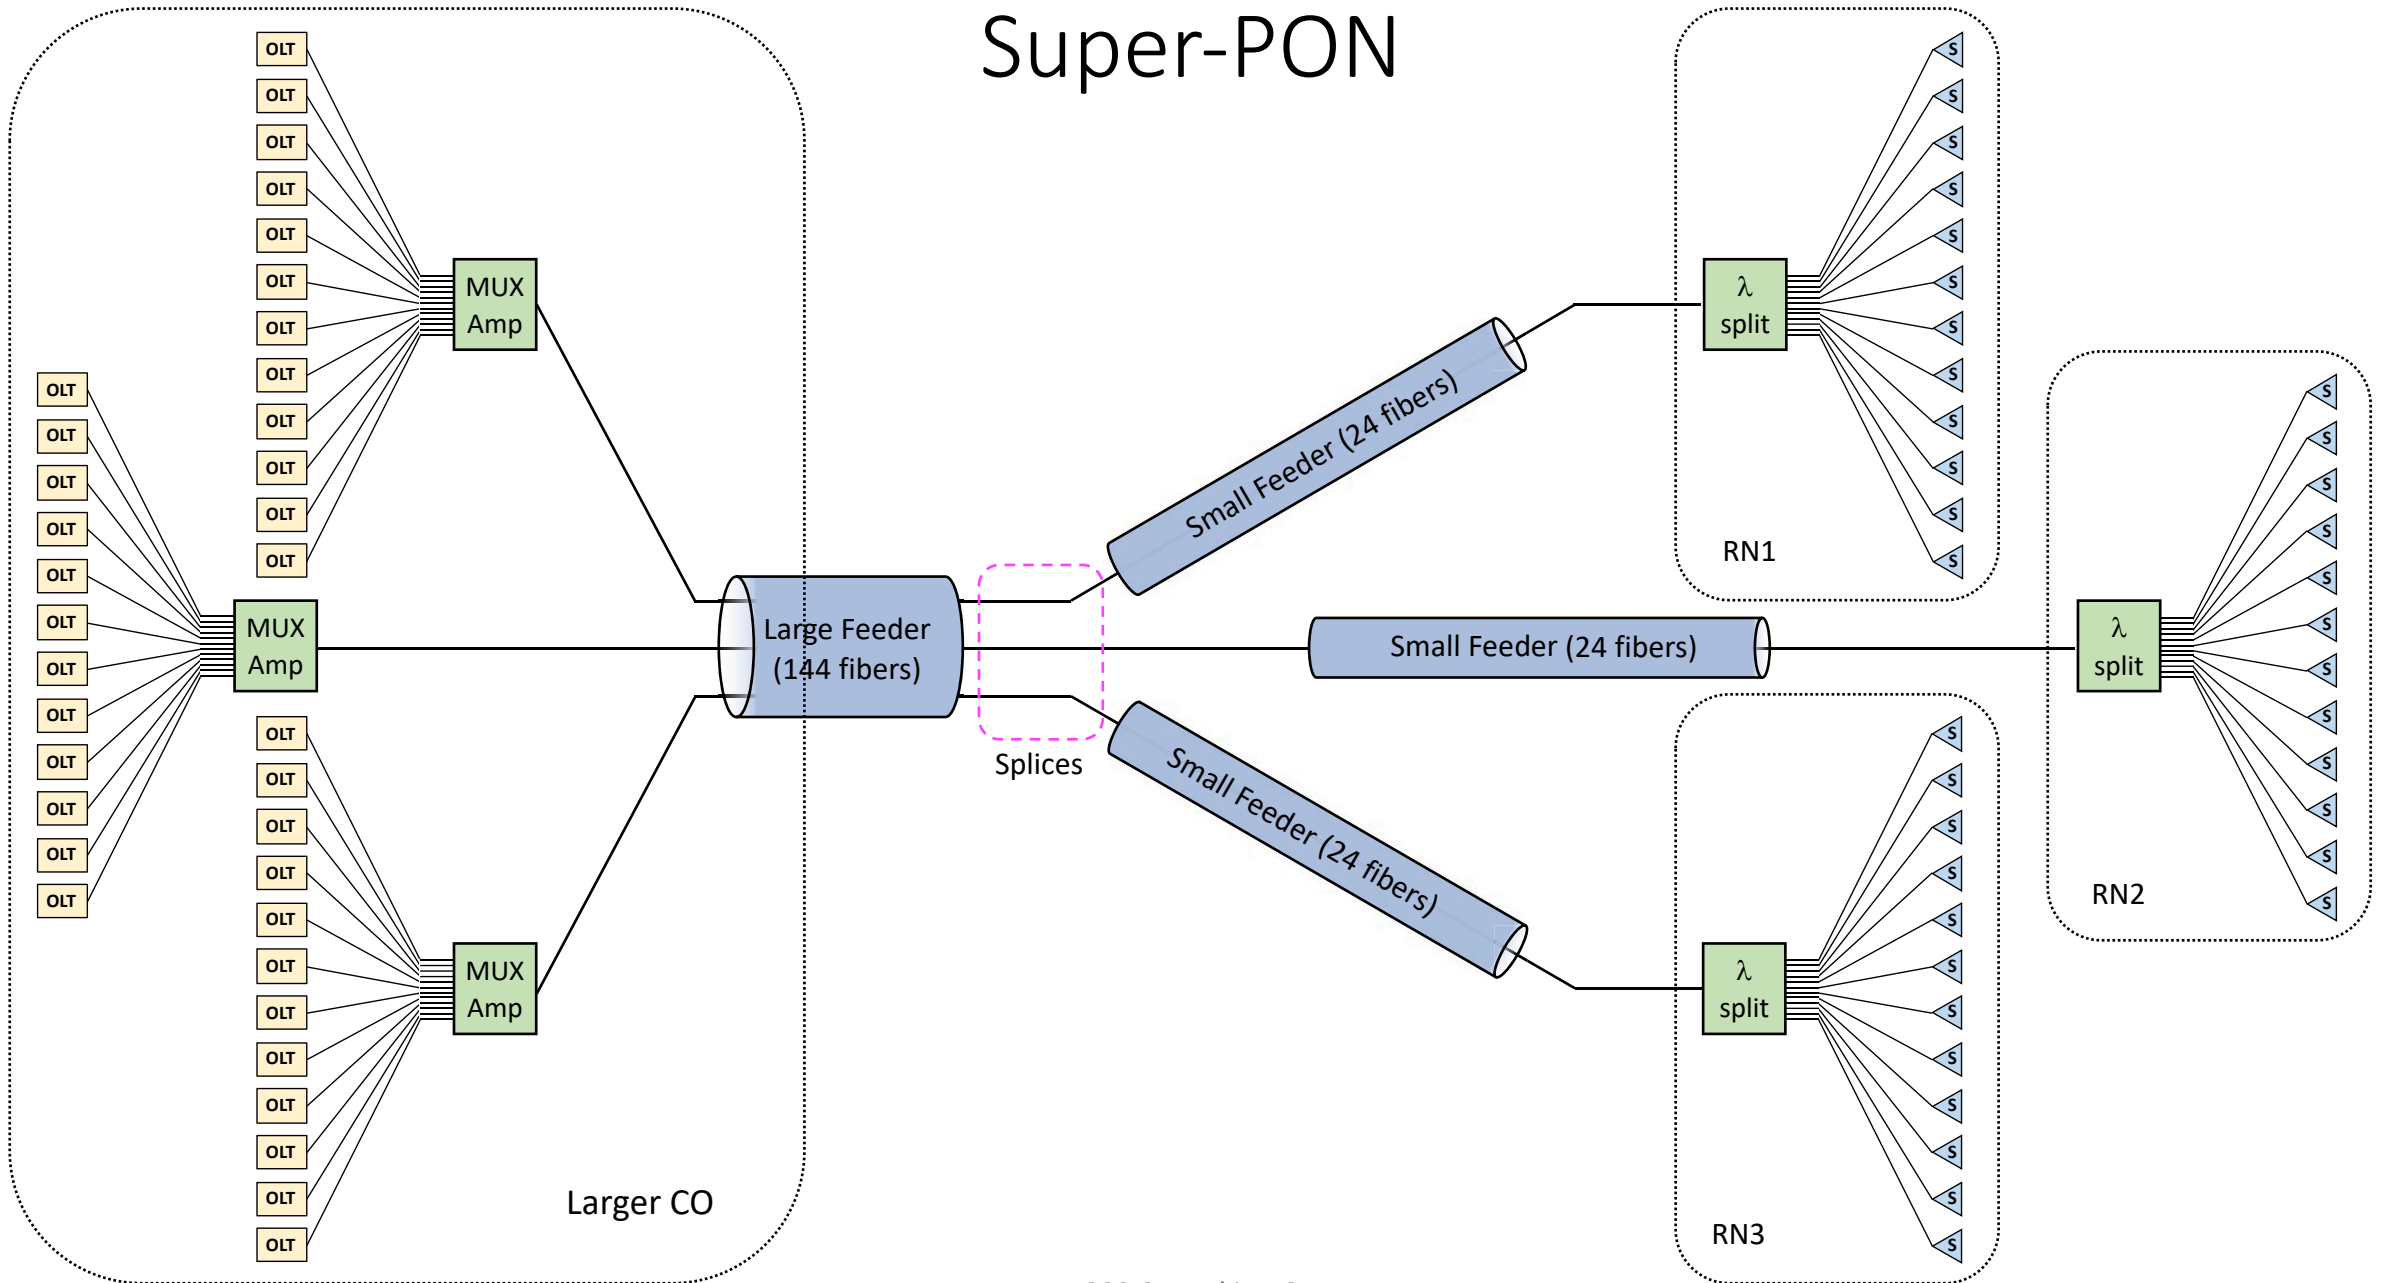 Super-PON
OLT
OLT
OLT
OLT
OLT
OLT
OLT
OLT
OLT
OLT
OLT
OLT
MUX
Amp
OLT
OLT
OLT
OLT
OLT
OLT
OLT
OLT
OLT
OLT
OLT
OLT
MUX
Amp
OLT
OLT
OLT
OLT
OLT
OLT
OLT
OLT
OLT
OLT
OLT
OLT
MUX
Amp
Larger CO
Large Feeder
(144 fibers)
Splices
Small Feeder (24 fibers)
Small Feeder (24 fibers)
Small Feeder (24 fibers)
λ
split
S
S
S
S
S
S
S
S
S
S
S
S
RN1
λ
split
S
S
S
S
S
S
S
S
S
S
S
S
RN2
λ
split
S
S
S
S
S
S
S
S
S
S
S
S
RN3